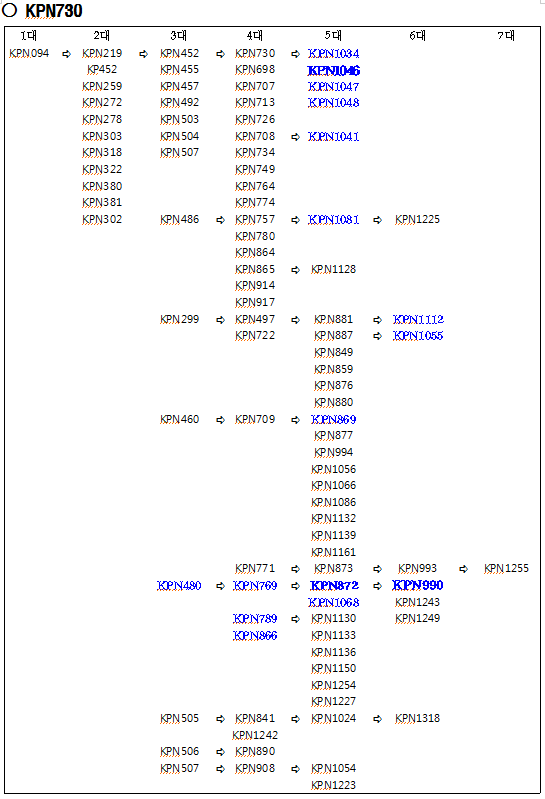 ○ KPN730
1대 2대 3대 4대 5대 6대 7대
KPN094 ⇨ KPN219 ⇨ KPN452 ⇨ KPN730 ⇨ KPN1034
KP452 KPN455 KPN698 KPN1046
KPN259 KPN457 KPN707 KPN1047
KPN272 KPN492 KPN713 KPN1048
KPN278 KPN503 KPN726
KPN303 KPN504 KPN708 ⇨ KPN1041
KPN318 KPN507 KPN734
KPN322 KPN749
KPN380 KPN764
KPN381 KPN774
KPN302 KPN486 ⇨ KPN757 ⇨ KPN1081 ⇨ KPN1225
KPN780
KPN864
KPN865 ⇨ KPN1128
KPN914
KPN917
KPN299 ⇨ KPN497 ⇨ KPN881 ⇨ KPN1112
KPN722 KPN887 ⇨ KPN1055
KPN849
KPN859
KPN876
KPN880
KPN460 ⇨ KPN709 ⇨ KPN869
KPN877
KPN994
KPN1056
KPN1066
KPN1086
KPN1132
KPN1139
KPN1161
KPN771 ⇨ KPN873 ⇨ KPN993 ⇨ KPN1255
KPN480 ⇨ KPN769 ⇨ KPN872 ⇨ KPN990
KPN1068 KPN1243
KPN789 ⇨ KPN1130 KPN1249
KPN866 KPN1133
KPN1136
KPN1150
KPN1254
KPN1227
KPN505 ⇨ KPN841 ⇨ KPN1024 ⇨ KPN1318
KPN1242
KPN506 ⇨ KPN890
KPN507 ⇨ KPN908 ⇨ KPN1054
KPN1223